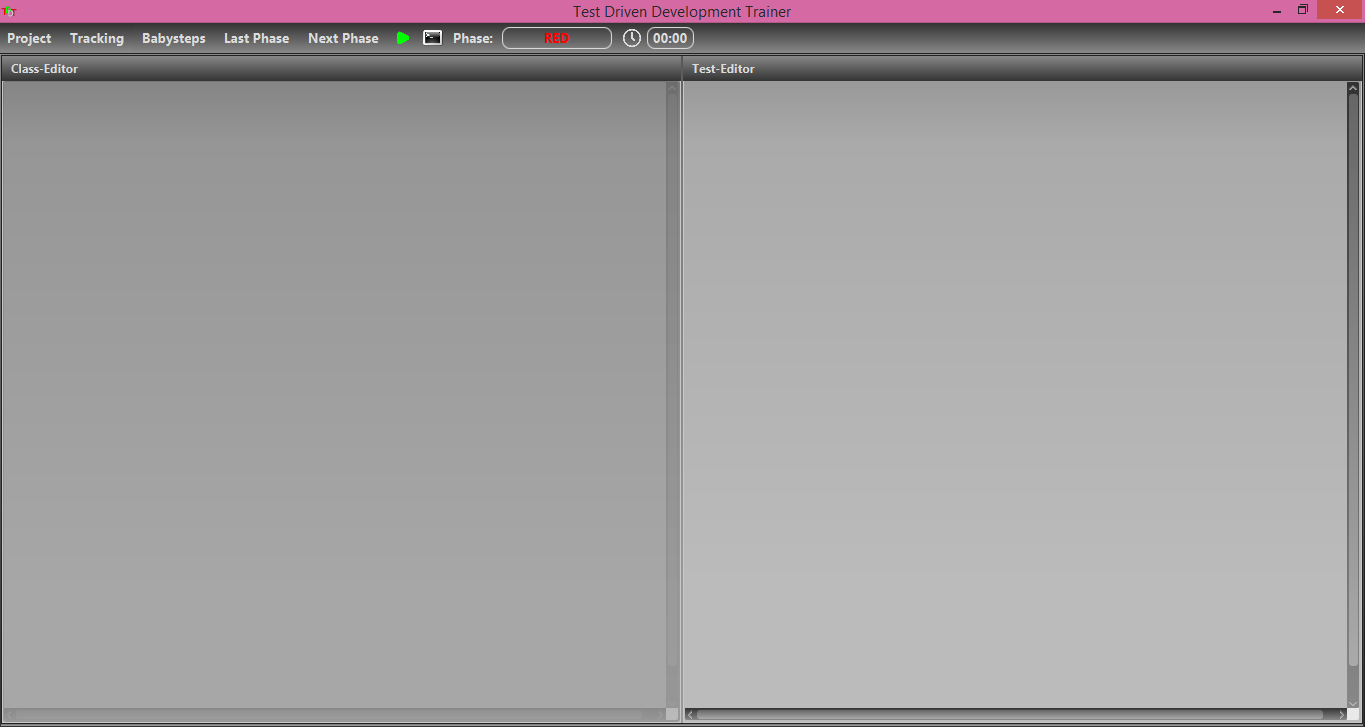 Test Driven Development Trainer
Project Tracking Babysteps Last Phase Next Phase Phase: RED 00:00
Class-Editor Test-Editor